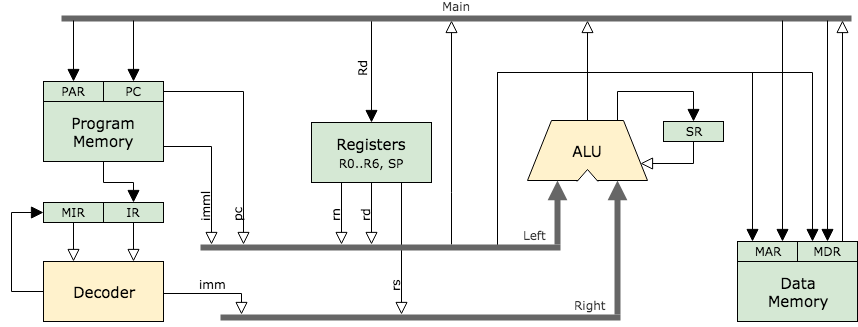 Main
Rd
PAR
PC
Program
Memory
Registers
R0..R6, SP
ALU
SR
imml
pc
rn
rd
MIR
IR
Left
MAR
MDR
Decoder
imm
rs
Right
Data
Memory